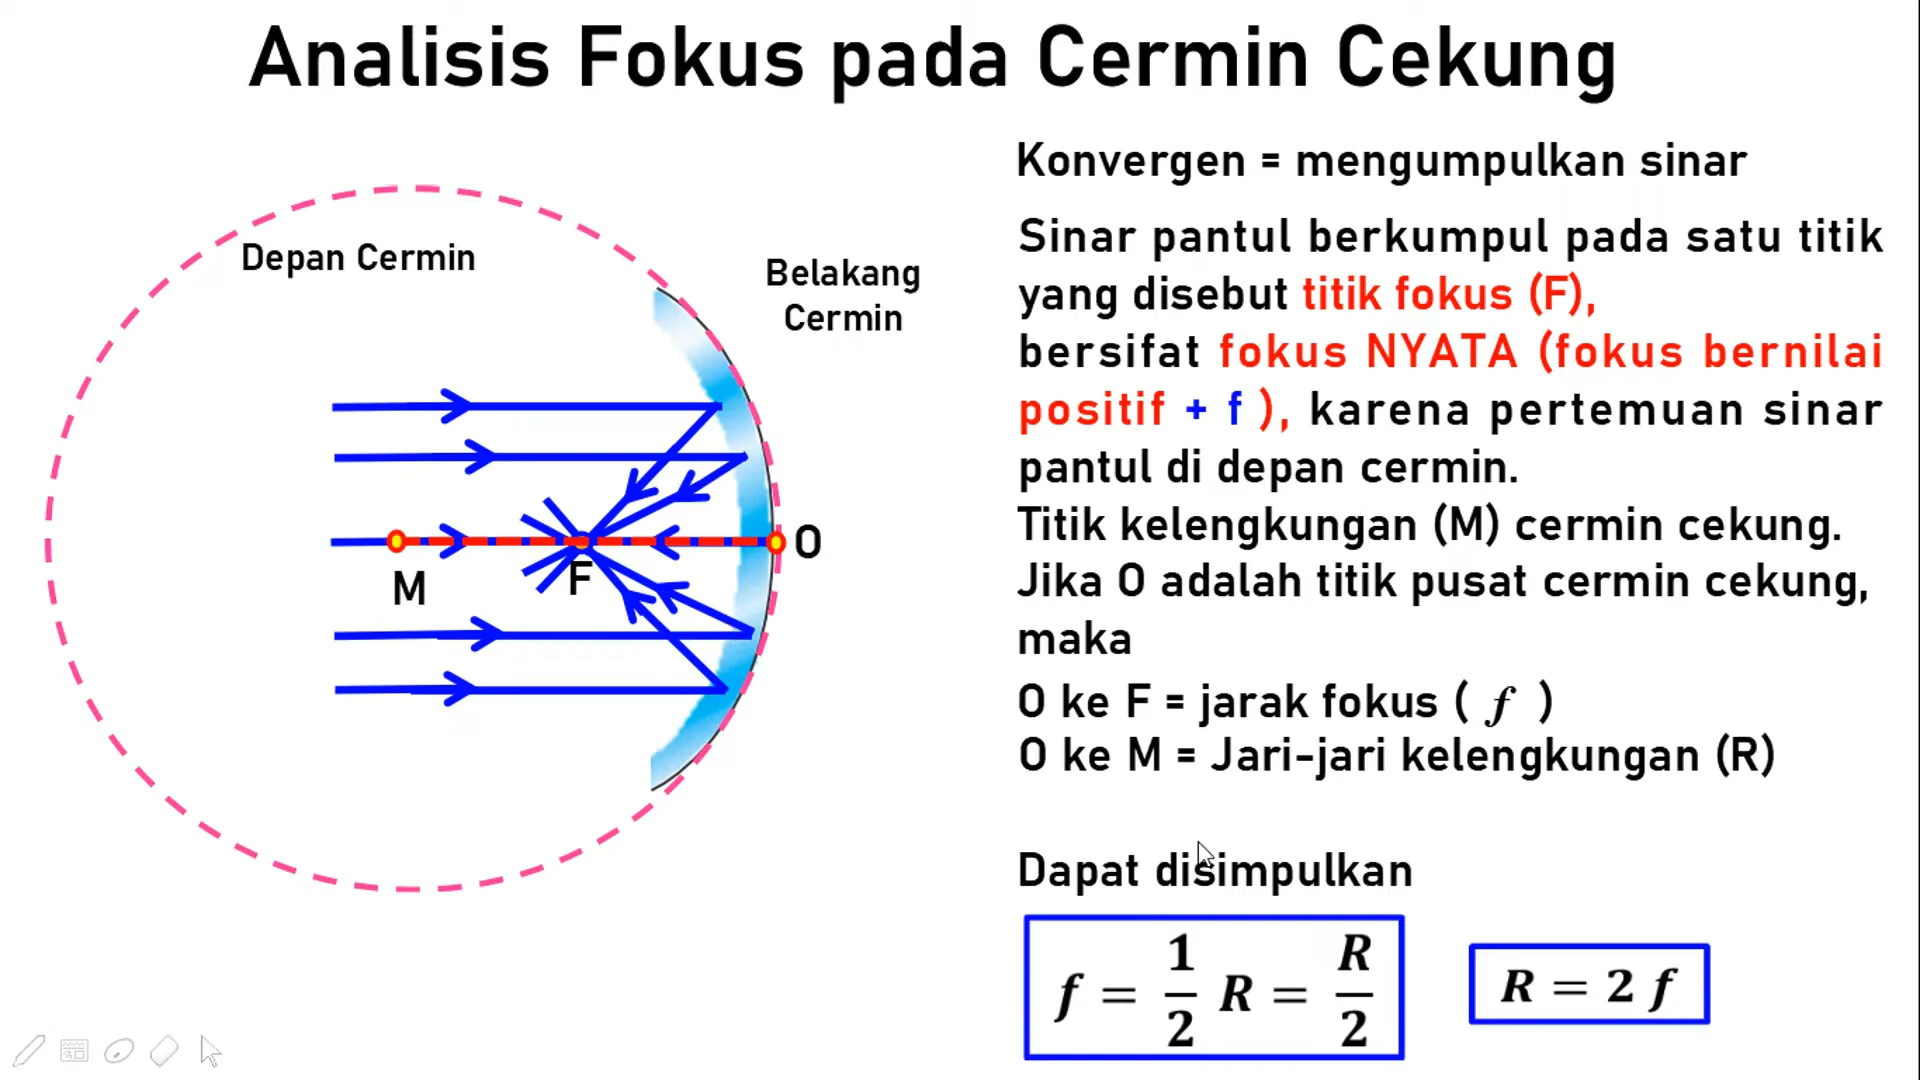 Analisis Fokus pada Cermin Cekung
Depan Cermin
Belakang
Cermin
M
F
O
Konvergen = mengumpulkan sinar
Sinar pantul berkumpul pada satu titik
yang disebut titik fokus (F),
bersifat fokus NYATA (fokus bernilai
positif + f ), karena pertemuan sinar
pantul di depan cermin.
Titik kelengkungan (M) cermin cekung.
Jika O adalah titik pusat cermin cekung,
maka
O ke F = jarak fokus ( f )
O ke M = Jari-jari kelengkungan (R)
Dapat disimpulkan
f = 1/2 R = R/2
R = 2 f